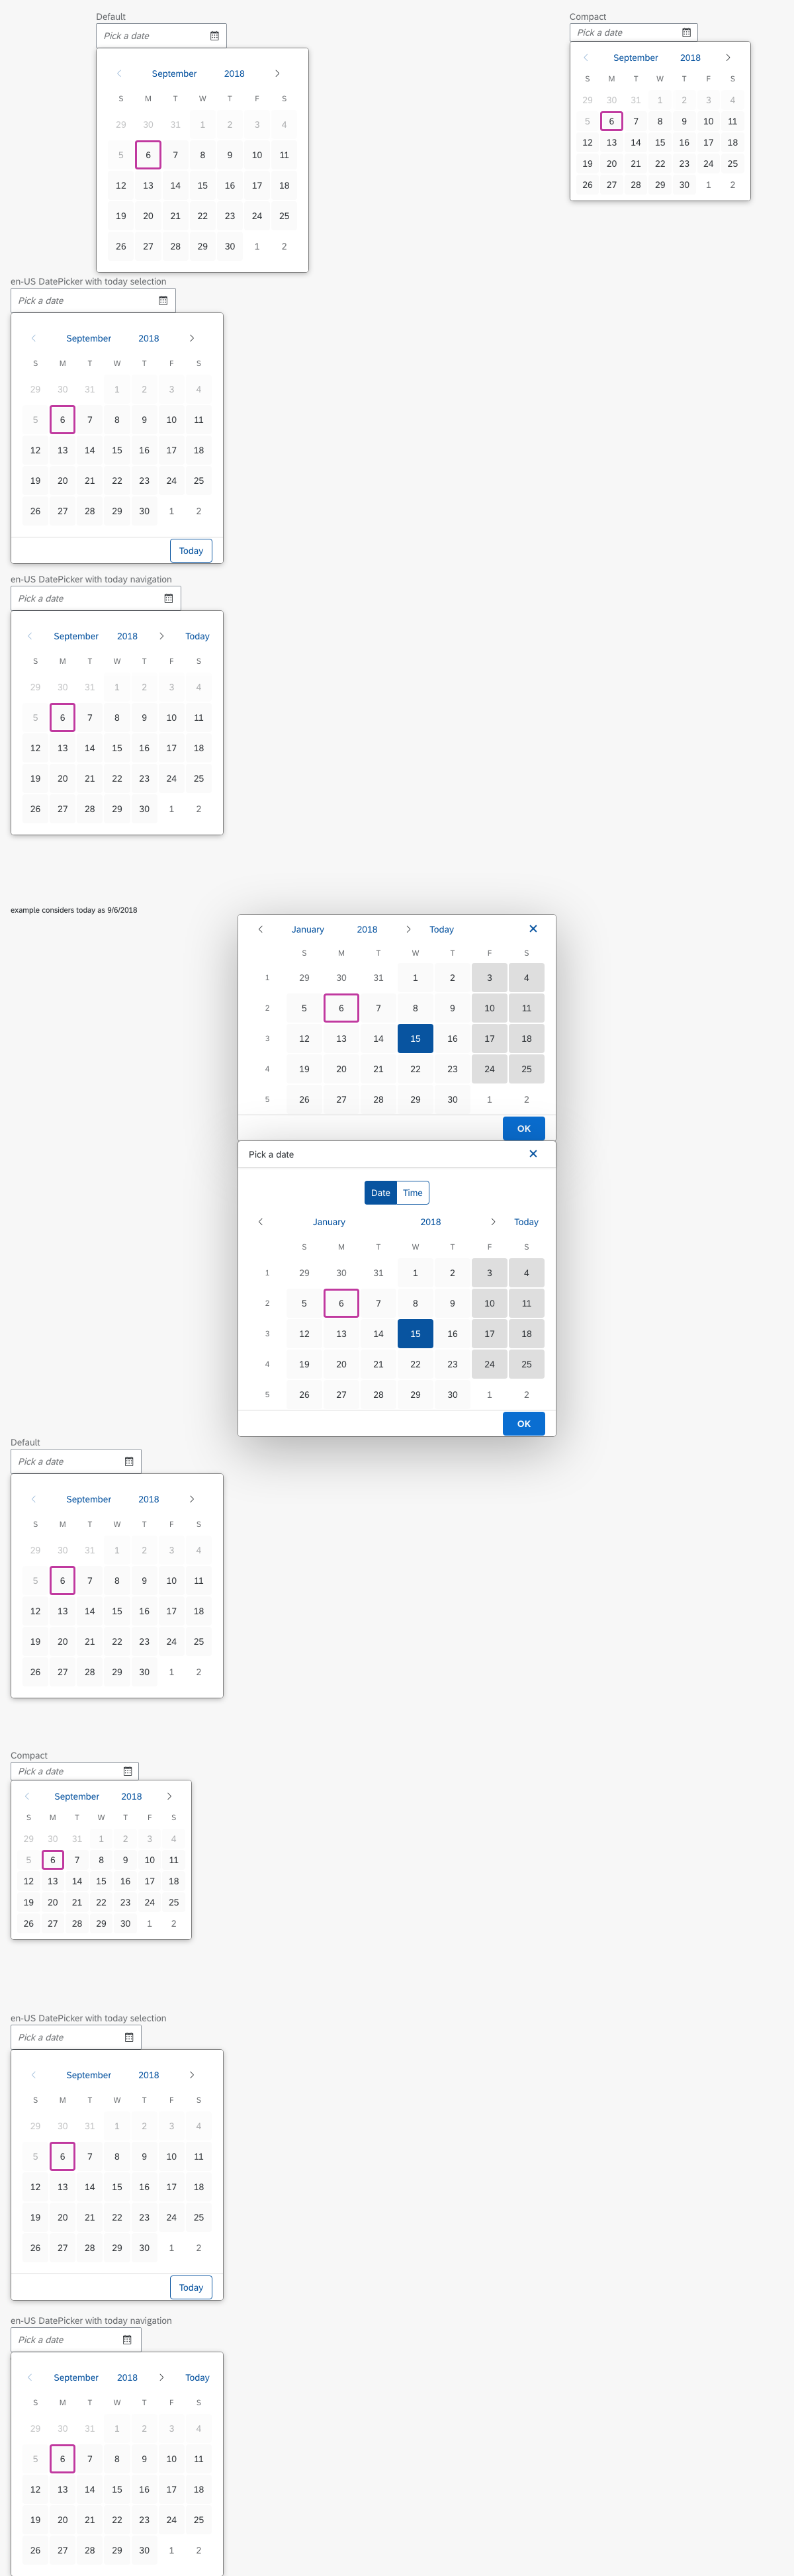 Default
Pick a date
September 2018
S M T W T F S
29 30 31 1 2 3 4
5 6 7 8 9 10 11
12 13 14 15 16 17 18
19 20 21 22 23 24 25
26 27 28 29 30 1 2
Compact
Pick a date
September 2018
S M T W T F S
29 30 31 1 2 3 4
5 6 7 8 9 10 11
12 13 14 15 16 17 18
19 20 21 22 23 24 25
26 27 28 29 30 1 2
en-US DatePicker with today selection
Pick a date
September 2018
S M T W T F S
29 30 31 1 2 3 4
5 6 7 8 9 10 11
12 13 14 15 16 17 18
19 20 21 22 23 24 25
26 27 28 29 30 1 2
Today
en-US DatePicker with today navigation
Pick a date
September 2018 Today
S M T W T F S
29 30 31 1 2 3 4
5 6 7 8 9 10 11
12 13 14 15 16 17 18
19 20 21 22 23 24 25
26 27 28 29 30 1 2
example considers today as 9/6/2018
January 2018 Today
S M T W T F S
1 29 30 31 1 2 3 4
2 5 6 7 8 9 10 11
3 12 13 14 15 16 17 18
4 19 20 21 22 23 24 25
5 26 27 28 29 30 1 2
OK
Pick a date
Date Time
January 2018 Today
S M T W T F S
1 29 30 31 1 2 3 4
2 5 6 7 8 9 10 11
3 12 13 14 15 16 17 18
4 19 20 21 22 23 24 25
5 26 27 28 29 30 1 2
OK
Default
Pick a date
September 2018
S M T W T F S
29 30 31 1 2 3 4
5 6 7 8 9 10 11
12 13 14 15 16 17 18
19 20 21 22 23 24 25
26 27 28 29 30 1 2
Compact
Pick a date
September 2018
S M T W T F S
29 30 31 1 2 3 4
5 6 7 8 9 10 11
12 13 14 15 16 17 18
19 20 21 22 23 24 25
26 27 28 29 30 1 2
en-US DatePicker with today selection
Pick a date
September 2018
S M T W T F S
29 30 31 1 2 3 4
5 6 7 8 9 10 11
12 13 14 15 16 17 18
19 20 21 22 23 24 25
26 27 28 29 30 1 2
Today
en-US DatePicker with today navigation
Pick a date
September 2018 Today
S M T W T F S
29 30 31 1 2 3 4
5 6 7 8 9 10 11
12 13 14 15 16 17 18
19 20 21 22 23 24 25
26 27 28 29 30 1 2